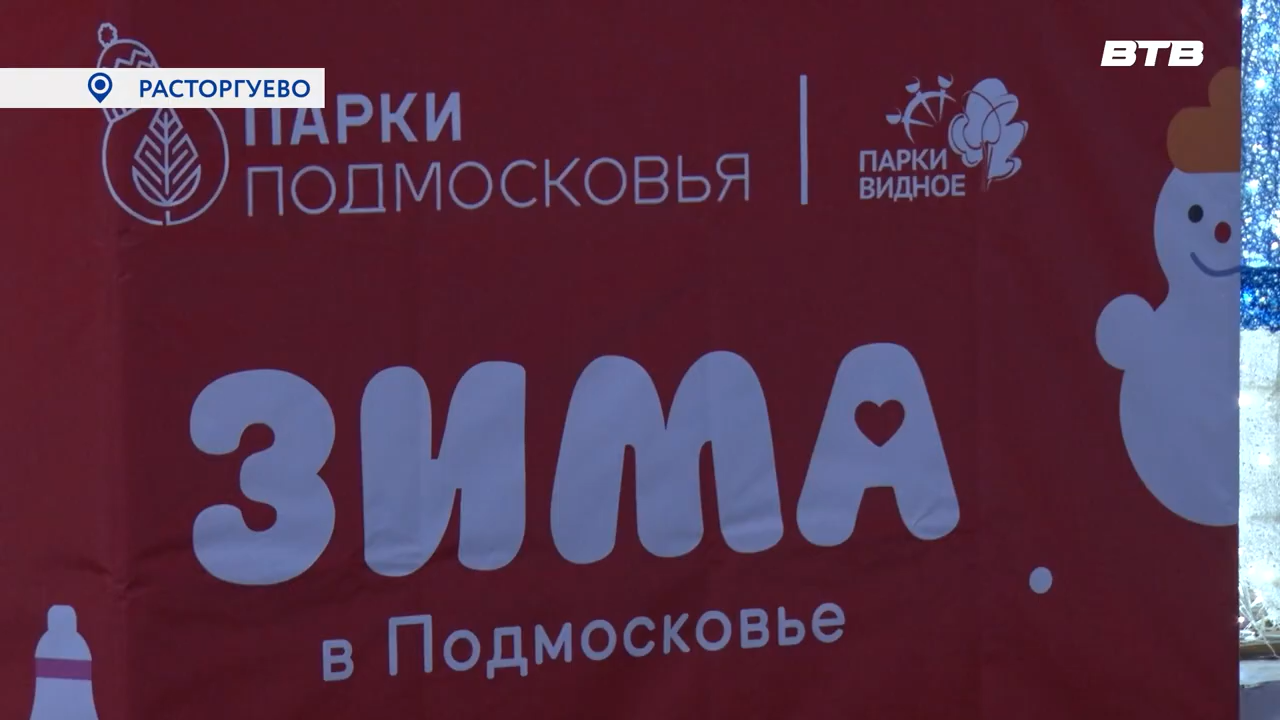 ВТВ
РАСТОРГУЕВО
ПАРКИ
ПОДМОСКОВЬЯ
ПАРКИ
ВИДНОЕ
ЗИМА
в Подмосковье